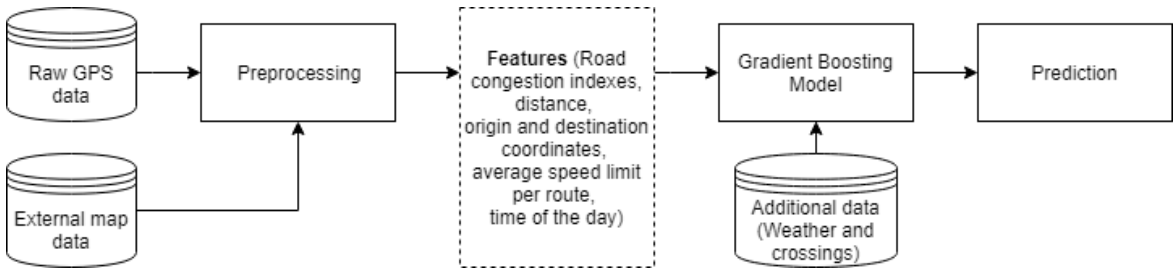 Raw GPS
data
Preprocessing
External map
data
Features (Road
congestion indexes,
distance,
origin and destination
coordinates,
average speed limit
per route,
time of the day)
Gradient Boosting
Model
Additional data
(Weather and
crossings)
Prediction